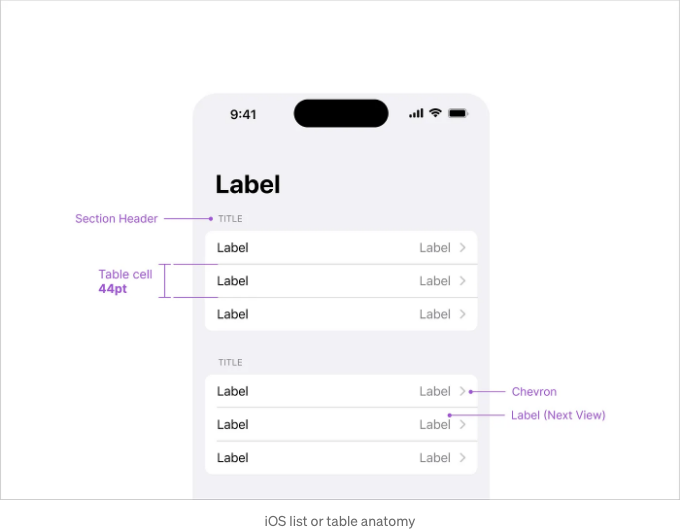 9:41
Label
Section Header
TITLE
Label Label
Table cell
44pt
Label Label
Label Label
TITLE
Label Label
Chevron
Label (Next View)
Label Label
Label Label
iOS list or table anatomy